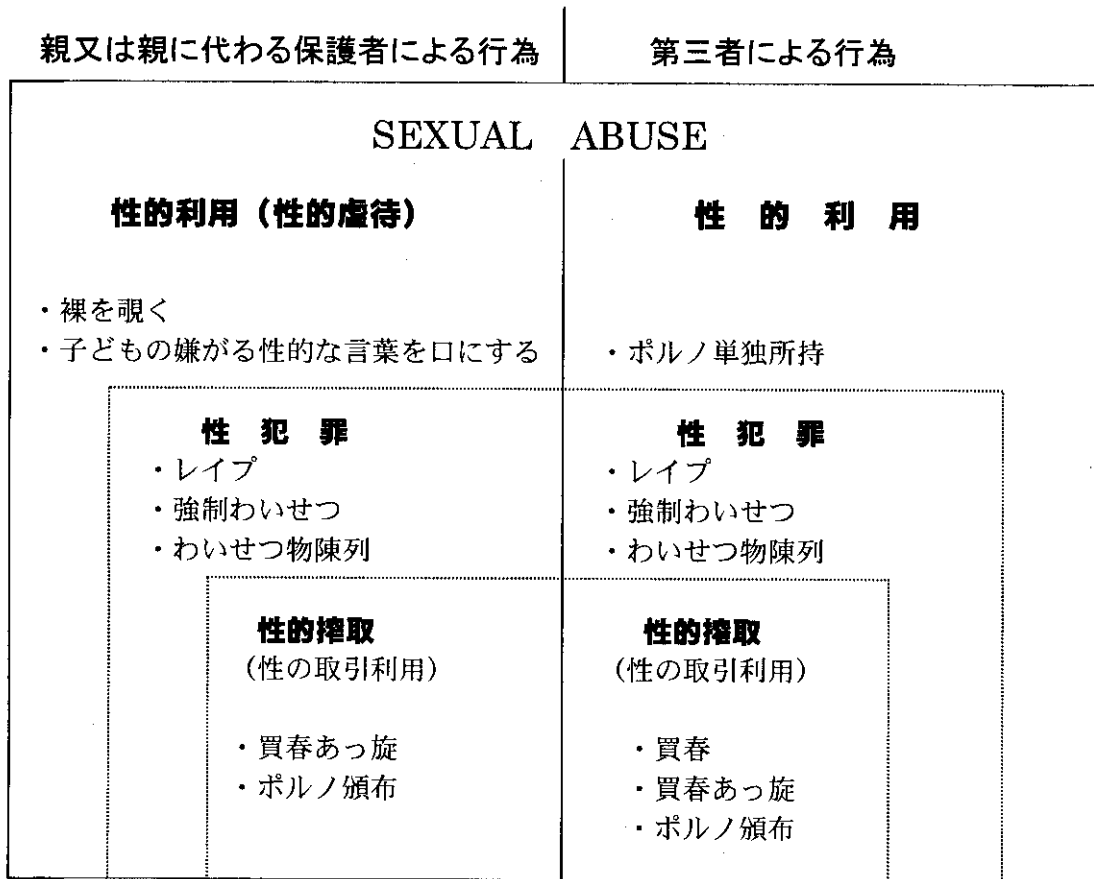 親又は親に代わる保護者による行為
第三者による行為
SEXUAL ABUSE
性的利用（性的虐待）
性的利用
・裸を覗く
・子どもの嫌がる性的な言葉を口にする
・ポルノ単独所持
性犯罪
・レイプ
・強制わいせつ
・わいせつ物陳列
性犯罪
・レイプ
・強制わいせつ
・わいせつ物陳列
性的搾取
（性の取引利用）
・買春あっ旋
・ポルノ頒布
性的搾取
（性の取引利用）
・買春
・買春あっ旋
・ポルノ頒布